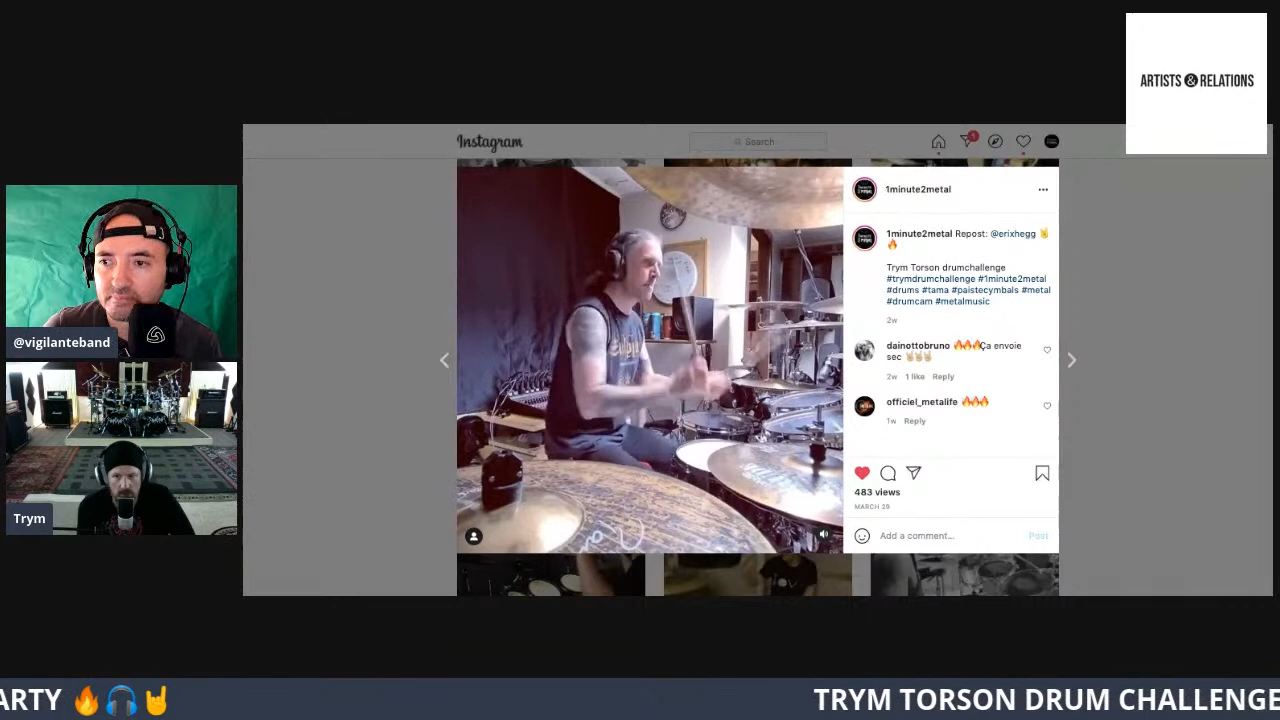 ARTISTS & RELATIONS
Instagram
Search
1
1minute2metal
1minute2metal Repost: @erixhegg 🤘
🔥
Trym Torson drumchallenge
#trymdrumchallenge #1minute2metal
#drums #tama #paistecymbals #metal
#drumcam #metalmusic
2w
dainottobruno 🔥🔥🔥Ça envoie
sec 🤘🏼🤘🏼🤘🏼
2w 1 like Reply
officiel_metalife 🔥🔥🔥
1w Reply
483 views
MARCH 29
Add a comment...
Post
@vigilanteband
Trym
ARTY 🔥🎧🤘
TRYM TORSON DRUM CHALLENGE